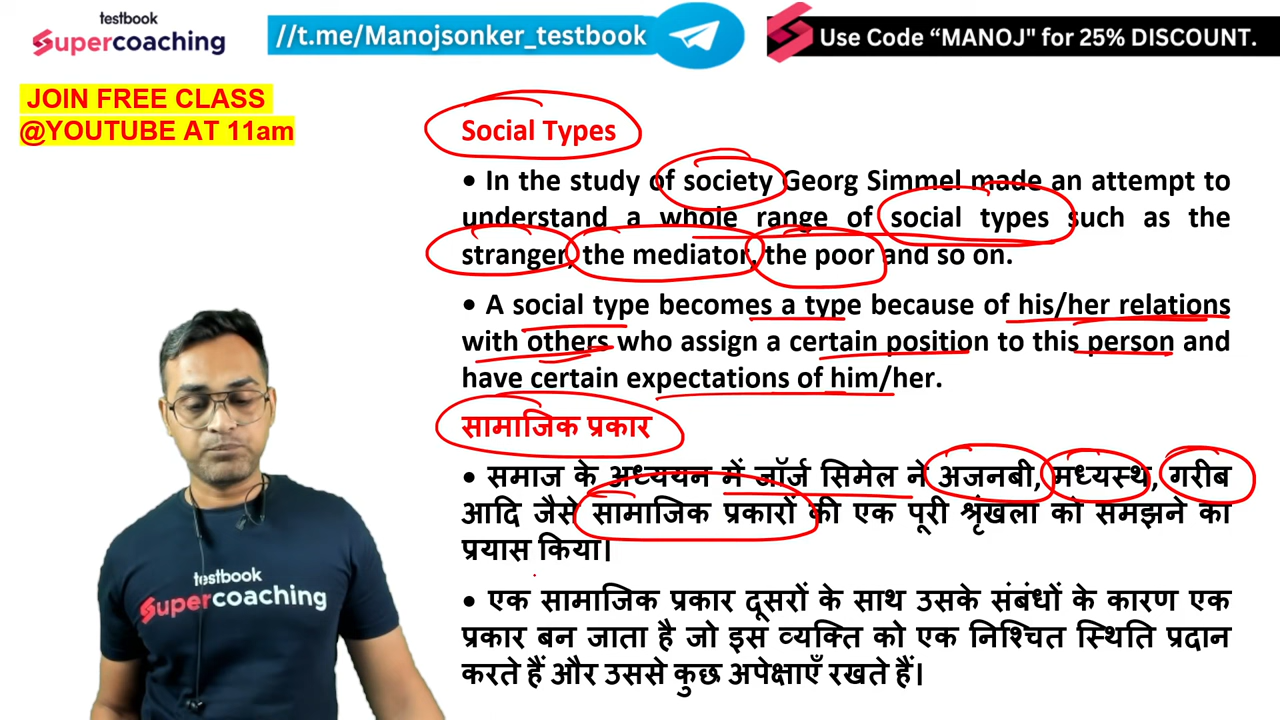 testbook
Supercoaching
//t.me/Manojsonker_testbook
Use Code “MANOJ" for 25% DISCOUNT.
JOIN FREE CLASS
@YOUTUBE AT 11am
Social Types
• In the study of society Georg Simmel made an attempt to
understand a whole range of social types such as the
stranger, the mediator, the poor and so on.
• A social type becomes a type because of his/her relations
with others who assign a certain position to this person and
have certain expectations of him/her.
सामाजिक प्रकार
• समाज के अध्ययन में जॉर्ज सिमेल ने अजनबी, मध्यस्थ, गरीब
आदि जैसे सामाजिक प्रकारों की एक पूरी श्रृंखला को समझने का
प्रयास किया।
• एक सामाजिक प्रकार दूसरों के साथ उसके संबंधों के कारण एक
प्रकार बन जाता है जो इस व्यक्ति को एक निश्चित स्थिति प्रदान
करते हैं और उससे कुछ अपेक्षाएँ रखते हैं।
testbook
Supercoaching